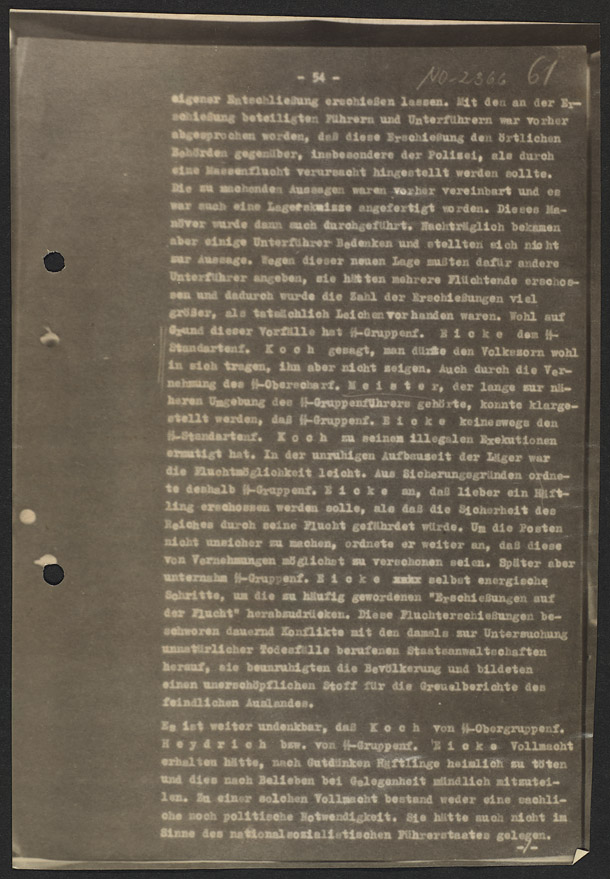 - 54 -
NO-2366 61
eigener Entschließung erschießen lassen. Mit den an der Er-
schießung beteiligten Führern und Unterführern war vorher
abgesprochen worden, daß diese Erschießung den örtlichen
Behörden gegenüber, insbesondere der Polizei, als durch
eine Massenflucht verursacht hingestellt werden sollte.
Die zu machenden Aussagen waren vorher vereinbart und es
war auch eine Lagerskizze angefertigt worden. Dieses Ma-
növer wurde dann auch durchgeführt. Nachträglich bekamen
aber einige Unterführer Bedenken und stellten sich nicht
zur Aussage. Wegen dieser neuen Lage mußten dafür andere
Unterführer angeben, sie hätten mehrere Flüchtende erschos-
sen und dadurch wurde die Zahl der Erschießungen viel
größer, als tatsächlich Leichen vorhanden waren. Wohl auf
Grund dieser Vorfälle hat ᛋᛋ-Gruppenf. E i c k e dem ᛋᛋ-
Standartenf. K o c h gesagt, man dürfte den Volkszorn wohl
in sich tragen, ihn aber nicht zeigen. Auch durch die Ver-
nehmung des ᛋᛋ-Oberscharf. M e i s t e r, der lange zur nä-
heren Umgebung des ᛋᛋ-Gruppenführers gehörte, konnte klarge-
stellt werden, daß ᛋᛋ-Gruppenf. E i c k e keineswegs den
ᛋᛋ-Standartenf. K o c h zu seinen illegalen Exekutionen
ermutigt hat. In der unruhigen Aufbauzeit der Läger war
die Fluchtmöglichkeit leicht. Aus Sicherungsgründen ordne-
te deshalb ᛋᛋ-Gruppenf. E i c k e an, daß lieber ein Häft-
ling erschossen werden solle, als daß die Sicherheit des
Reiches durch seine Flucht gefährdet würde. Um die Posten
nicht unsicher zu machen, ordnete er weiter an, daß diese
von Vernehmungen möglichst zu verschonen seien. Später aber
unternahm ᛋᛋ-Gruppenf. E i c k e selbst energische
Schritte, um die zu häufig gewordenen "Erschießungen auf
der Flucht" herabzudrücken. Diese Fluchterschießungen be-
schworen dauernd Konflikte mit den damals zur Untersuchung
unnatürlicher Todesfälle berufenen Staatsanwaltschaften
herauf, sie beunruhigten die Bevölkerung und bildeten
einen unerschöpflichen Stoff für die Greuelberichte des
feindlichen Auslandes.
Es ist weiter undenkbar, daß K o c h von ᛋᛋ-Obergruppenf.
H e y d r i c h bzw. von ᛋᛋ-Gruppenf. E i c k e Vollmacht
erhalten hätte, nach Gutdünken Häftlinge heimlich zu töten
und dies nach Belieben bei Gelegenheit mündlich mitzutei-
len. Zu einer solchen Vollmacht bestand weder eine sachli-
che noch politische Notwendigkeit. Sie hätte auch nicht im
Sinne des nationalsozialistischen Führerstaates gelegen.
-/-